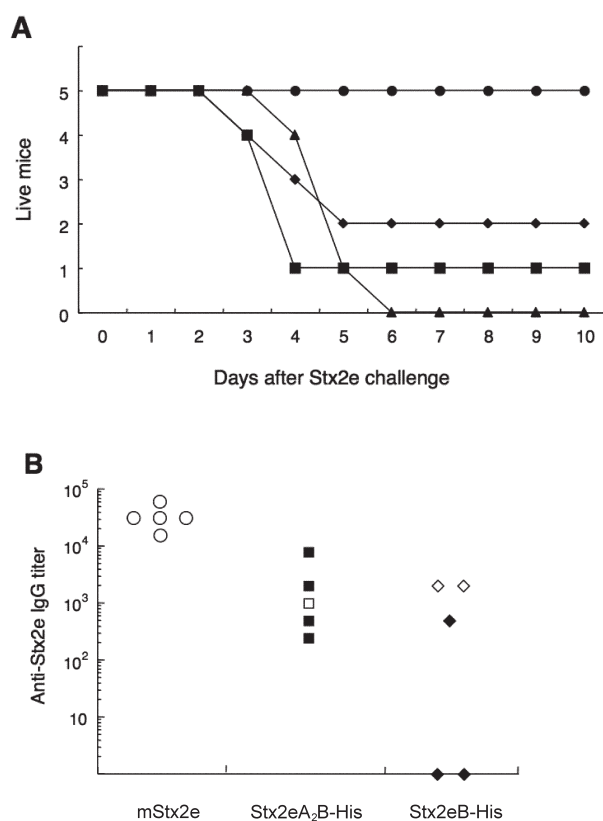 A
5
4
3
2
1
0
Live mice
0 1 2 3 4 5 6 7 8 9 10
Days after Stx2e challenge
B
10⁵
10⁴
10³
10²
10
Anti-Stx2e IgG titer
mStx2e Stx2eA₂B-His Stx2eB-His